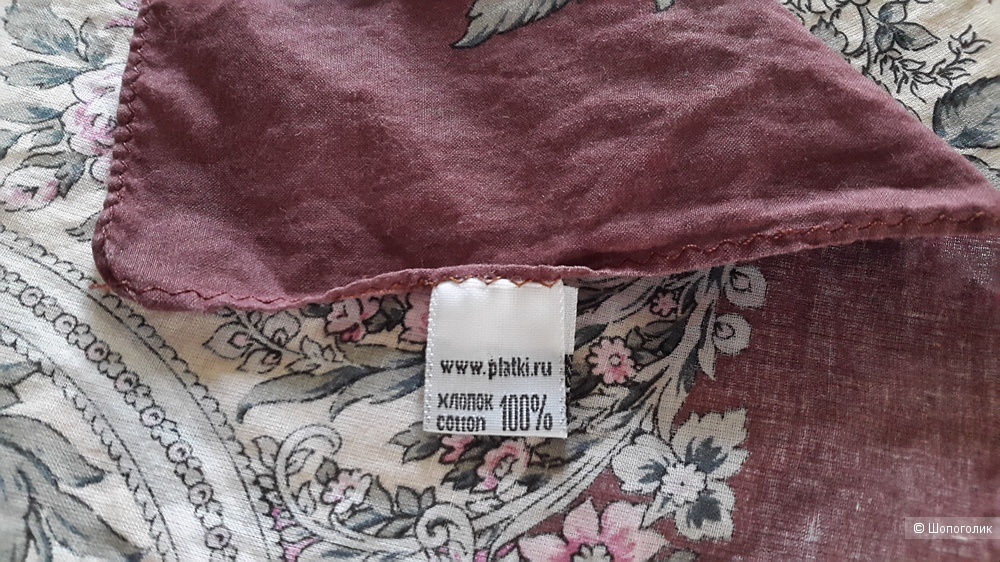 www.platki.ru
хлопок 100%
cotton
© Шопоголик